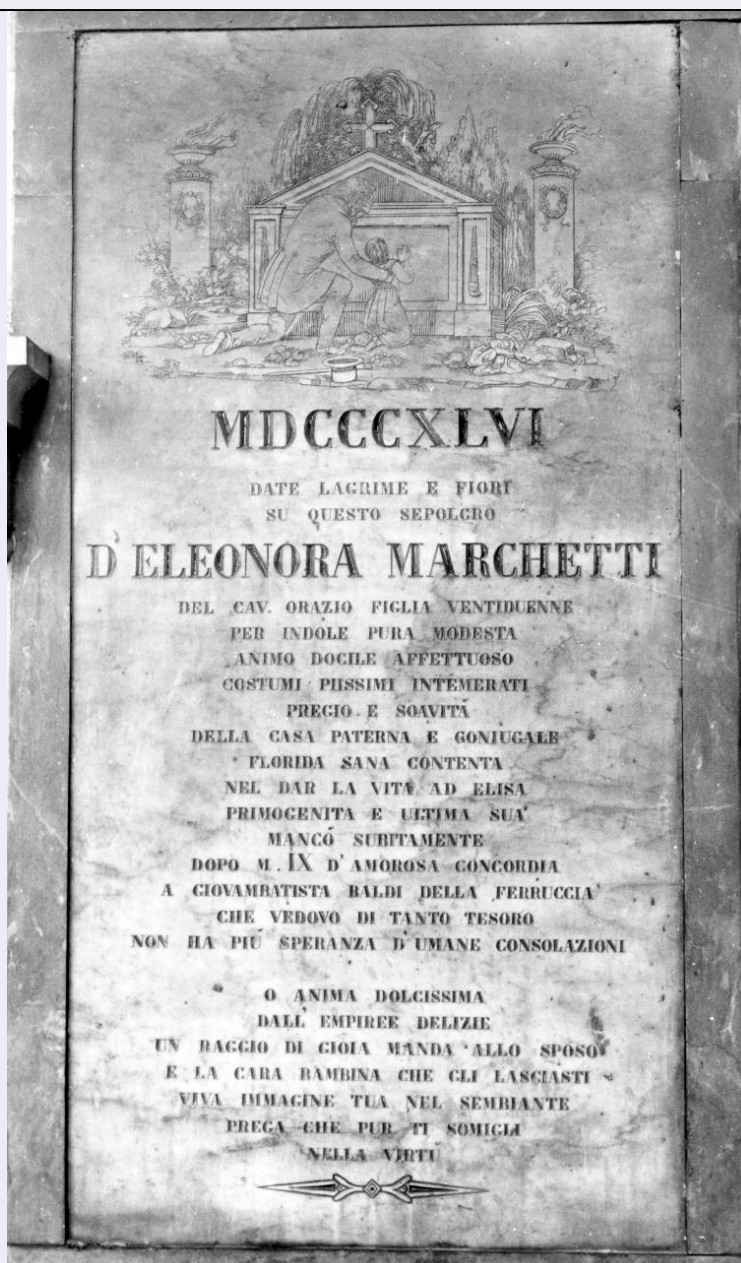 MDCCCXLVI
DATE LAGRIME E FIORI
SU QUESTO SEPOLCRO
D'ELEONORA MARCHETTI
DEL CAV. ORAZIO FIGLIA VENTIDUENNE
PER INDOLE PURA MODESTA
ANIMO DOCILE AFFETTUOSO
COSTUMI PIISSIMI INTEMERATI
PREGIO E SOAVITÀ
DELLA CASA PATERNA E CONIUGALE
FLORIDA SANA CONTENTA
NEL DAR LA VITA AD ELISA
PRIMOGENITA E ULTIMA SUA
MANCÓ SUBITAMENTE
DOPO M. IX D'AMOROSA CONCORDIA
A GIOVAMBATISTA BALDI DELLA FERRUCCIA
CHE VEDOVO DI TANTO TESORO
NON HA PIÚ SPERANZA D'UMANE CONSOLAZIONI
O ANIMA DOLCISSIMA
DALL'EMPIREE DELIZIE
UN RAGGIO DI GIOIA MANDA ALLO SPOSO
E LA CARA BAMBINA CHE GLI LASCIASTI
VIVA IMMAGINE TUA NEL SEMBIANTE
PREGA CHE PUR TI SOMIGLI
NELLA VIRTÚ